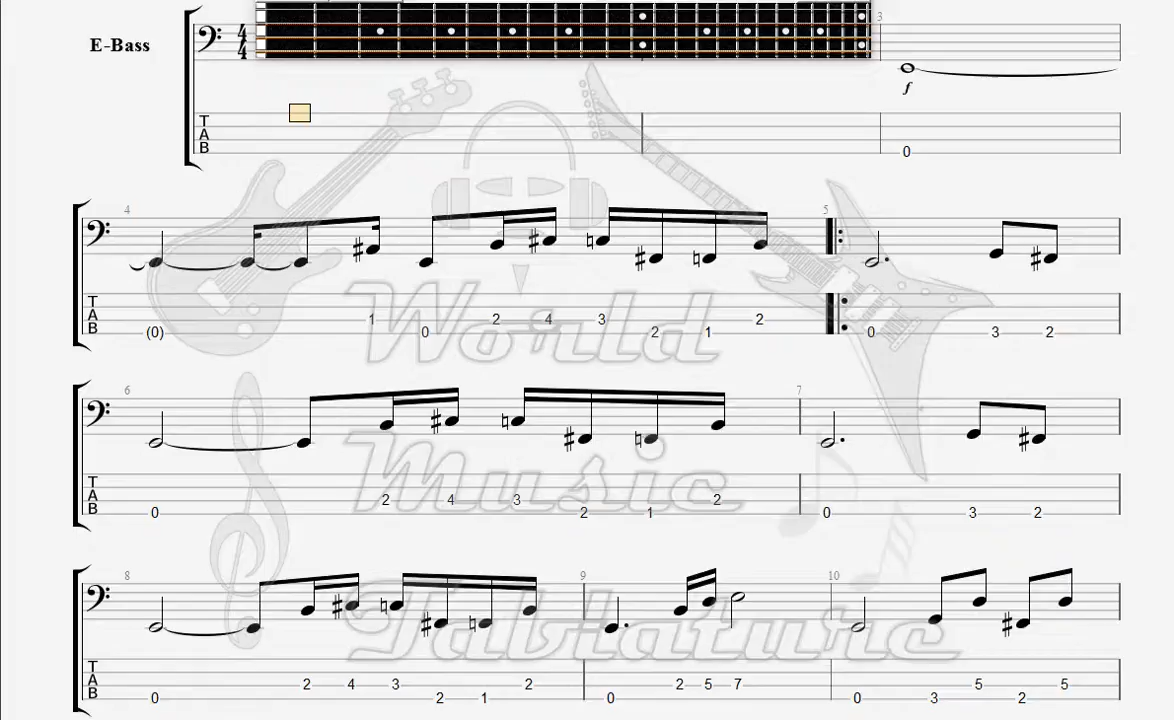 E-Bass
4
4
3
f
T
A
B
0
4
5
T
A
B
(0) 1 0 2 4 3 2 1 2 0 3 2
6
7
T
A
B
0 2 4 3 2 1 2 0 3 2
8
9
10
T
A
B
0 2 4 3 2 1 2 0 2 5 7 0 3 5 2 5
World
Music
Tablature